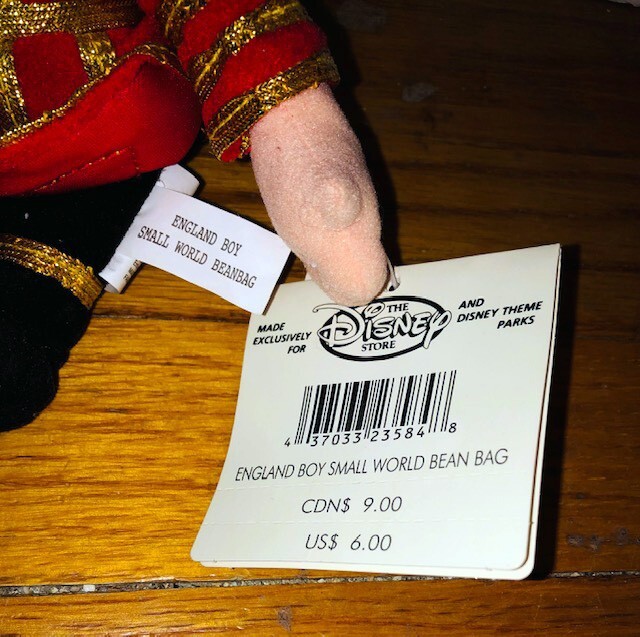 ENGLAND BOY
SMALL WORLD BEANBAG
MADE
EXCLUSIVELY
FOR
THE
DISNEY
STORE
AND
DISNEY THEME
PARKS
4 37033 23584 8
ENGLAND BOY SMALL WORLD BEAN BAG
CDN$ 9.00
US$ 6.00